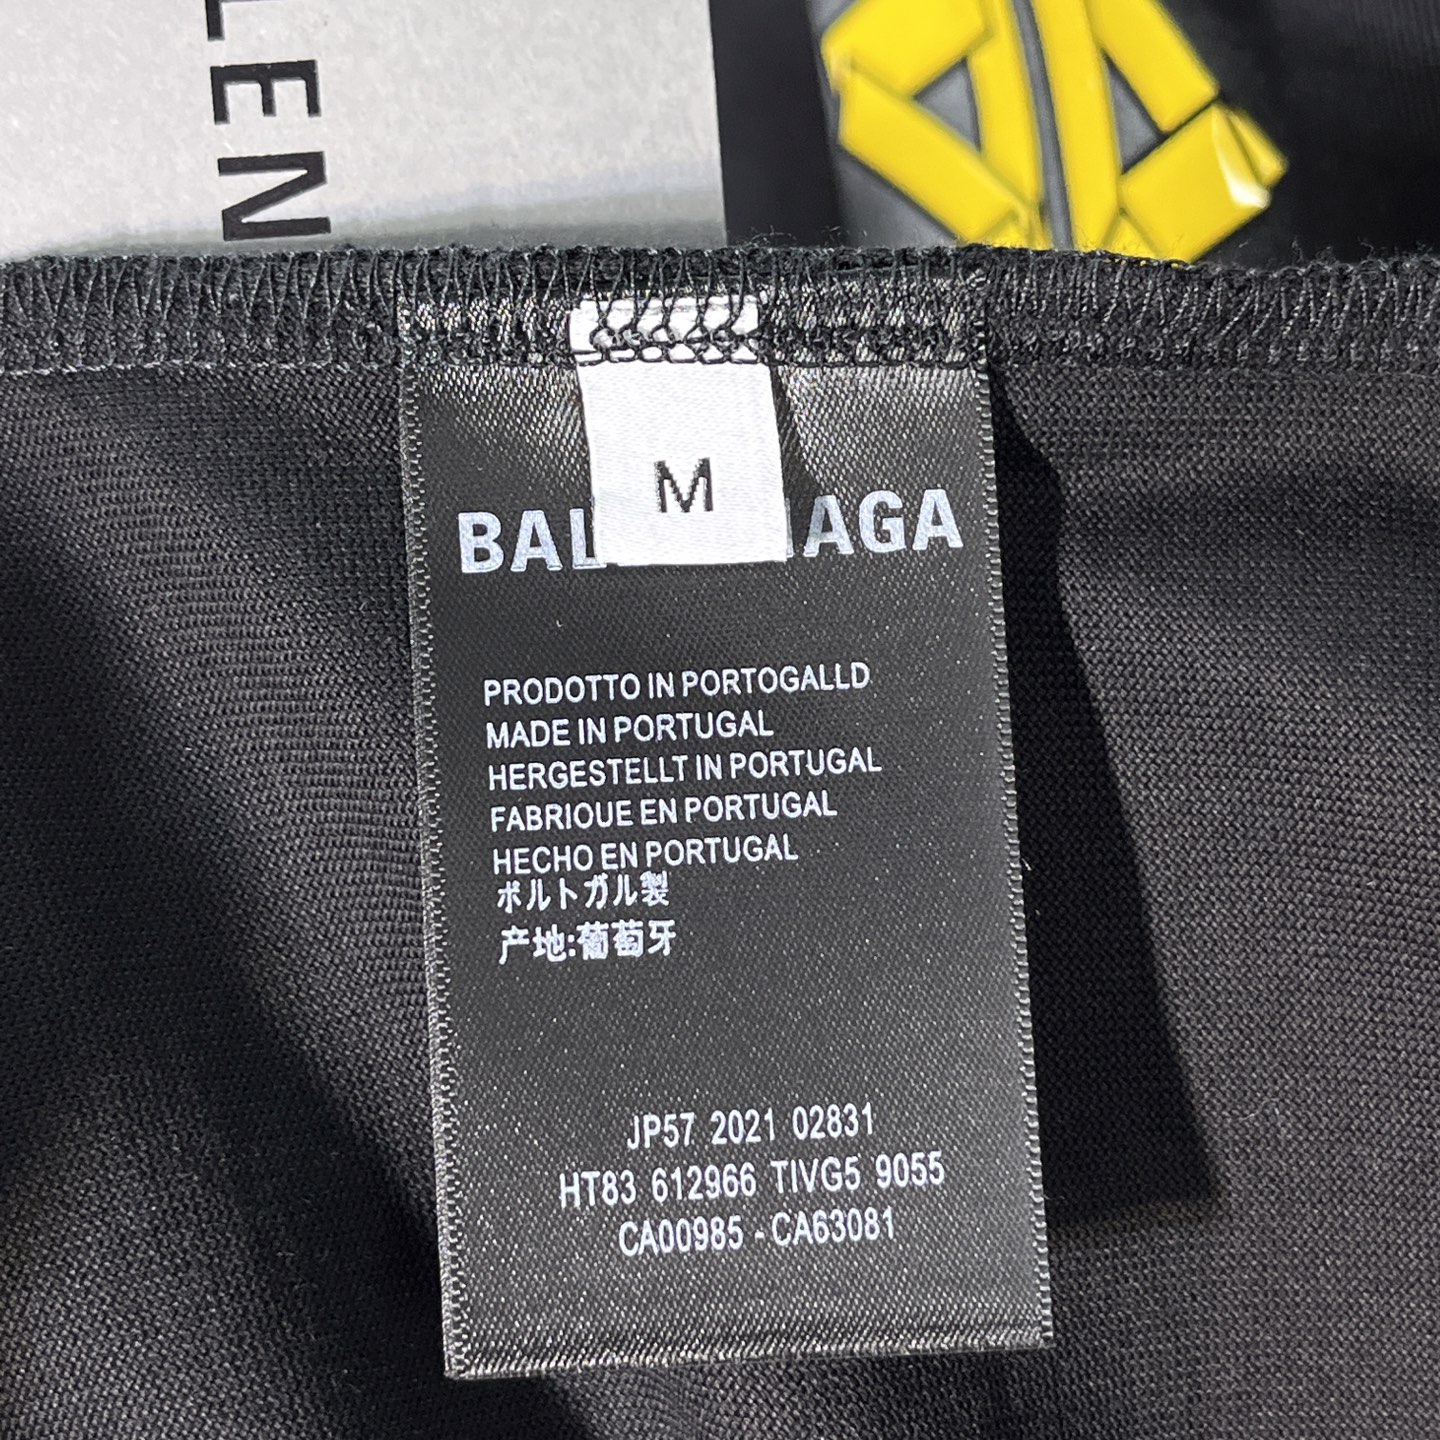 LEN
M
BAL AGA
PRODOTTO IN PORTOGALLD
MADE IN PORTUGAL
HERGESTELLT IN PORTUGAL
FABRIOUE EN PORTUGAL
HECHO EN PORTUGAL
ポルトガル製
产地:葡萄牙
JP57 2021 02831
HT83 612966 TIVG5 9055
CA00985 - CA63081